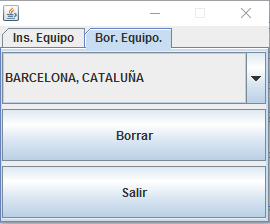 Ins. Equipo
Bor. Equipo.
BARCELONA, CATALUÑA
Borrar
Salir